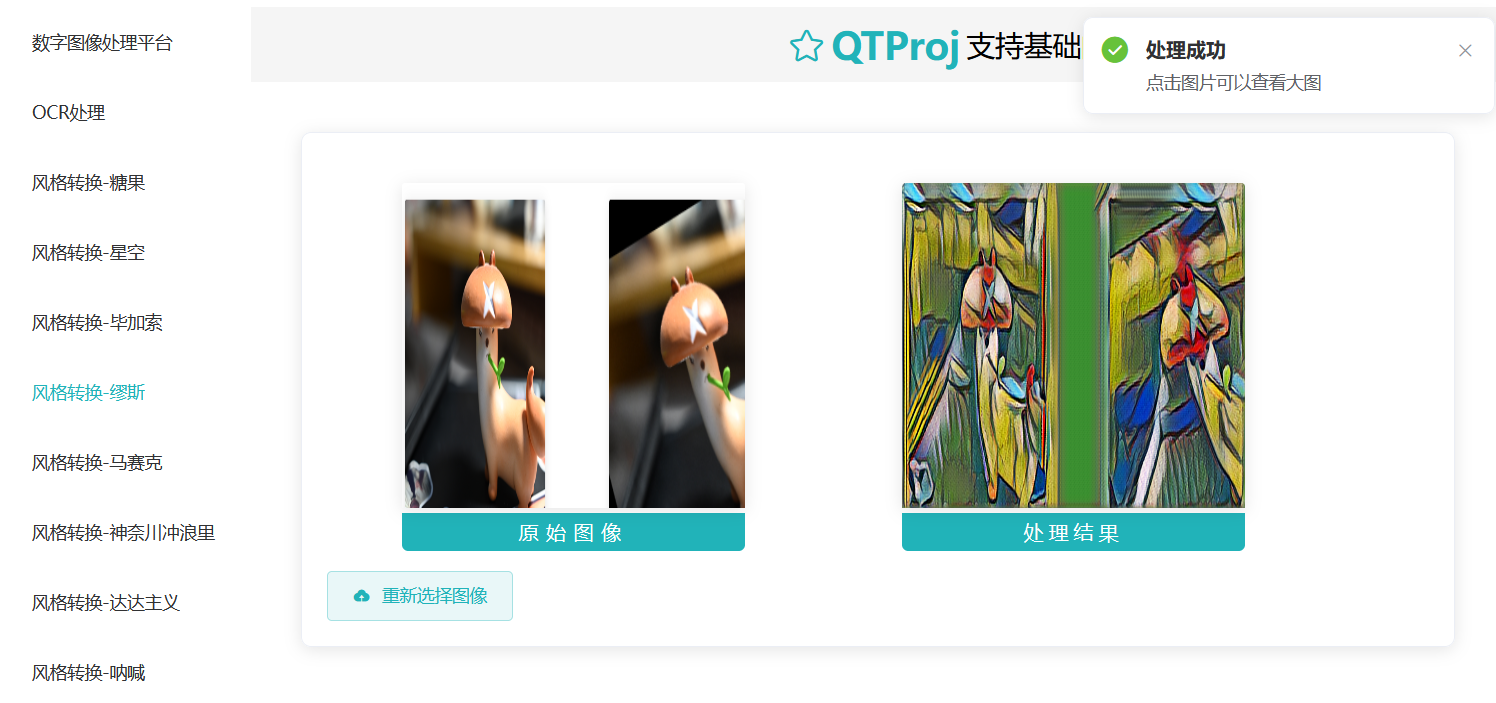 数字图像处理平台
OCR处理
风格转换-糖果
风格转换-星空
风格转换-毕加索
风格转换-缪斯
风格转换-马赛克
风格转换-神奈川冲浪里
风格转换-达达主义
风格转换-呐喊
QTProj 支持基础
处理成功
点击图片可以查看大图
原始图像
处理结果
重新选择图像